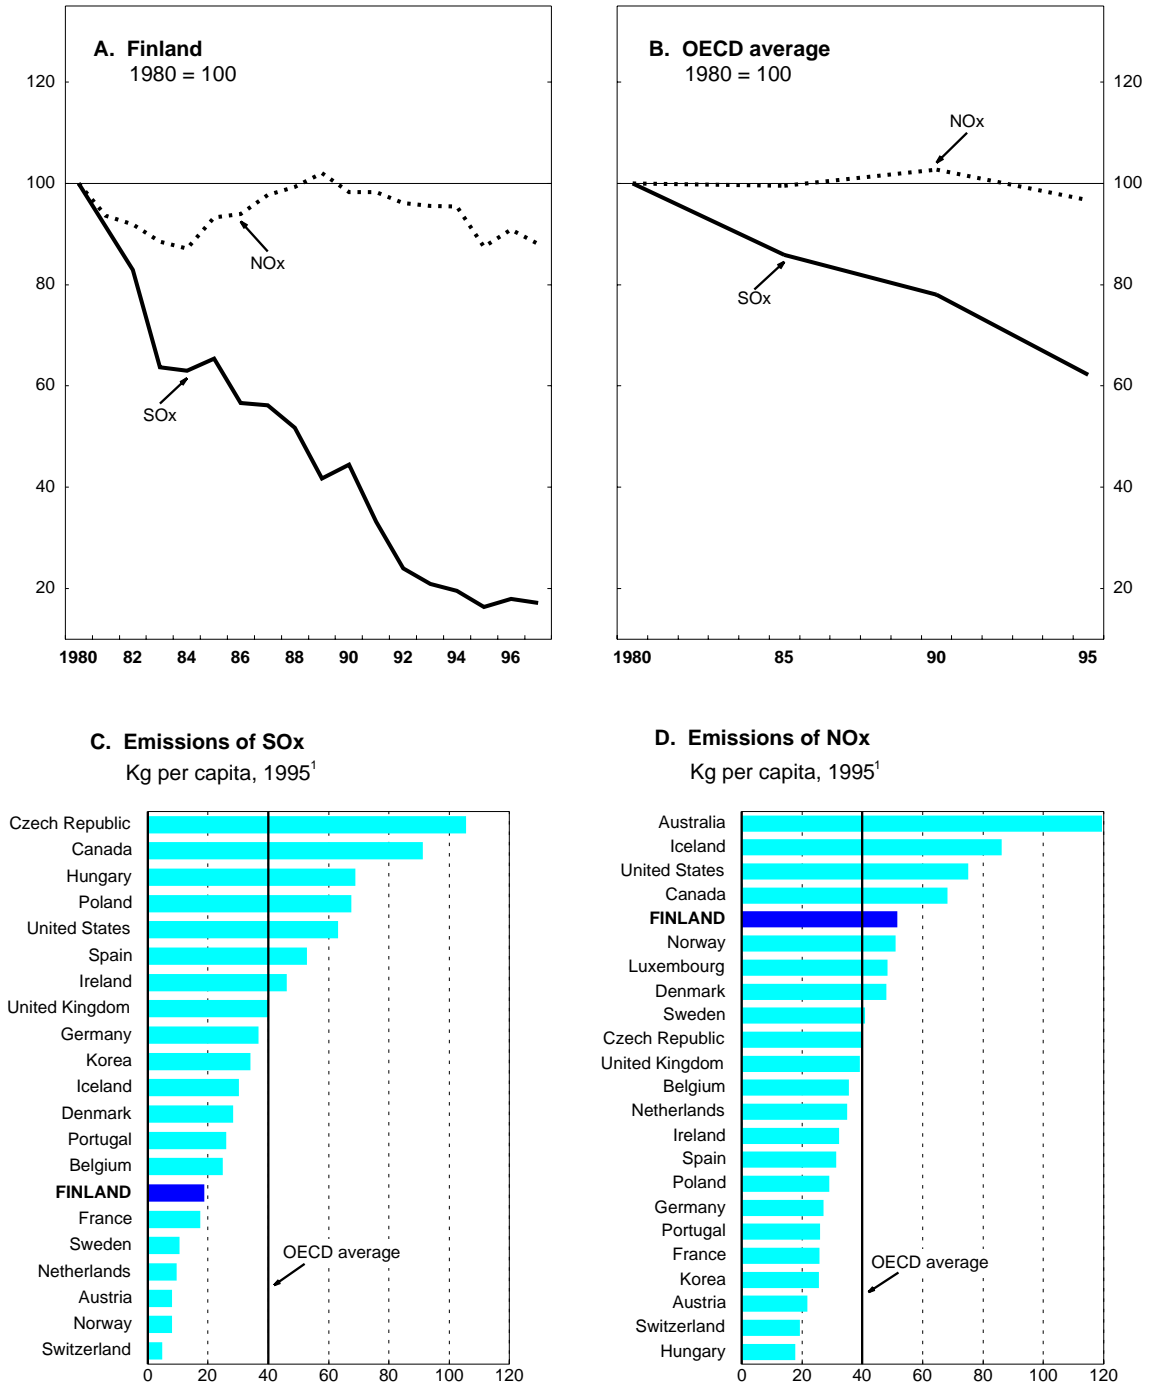 A. Finland
1980 = 100
120
100
80
60
40
20
NOx
SOx
1980 82 84 86 88 90 92 94 96
B. OECD average
1980 = 100
120
100
80
60
40
20
NOx
SOx
1980 85 90 95
C. Emissions of SOx
Kg per capita, 1995¹
Czech Republic
Canada
Hungary
Poland
United States
Spain
Ireland
United Kingdom
Germany
Korea
Iceland
Denmark
Portugal
Belgium
FINLAND
France
Sweden
Netherlands
Austria
Norway
Switzerland
OECD average
0 20 40 60 80 100 120
D. Emissions of NOx
Kg per capita, 1995¹
Australia
Iceland
United States
Canada
FINLAND
Norway
Luxembourg
Denmark
Sweden
Czech Republic
United Kingdom
Belgium
Netherlands
Ireland
Spain
Poland
Germany
Portugal
France
Korea
Austria
Switzerland
Hungary
OECD average
0 20 40 60 80 100 120